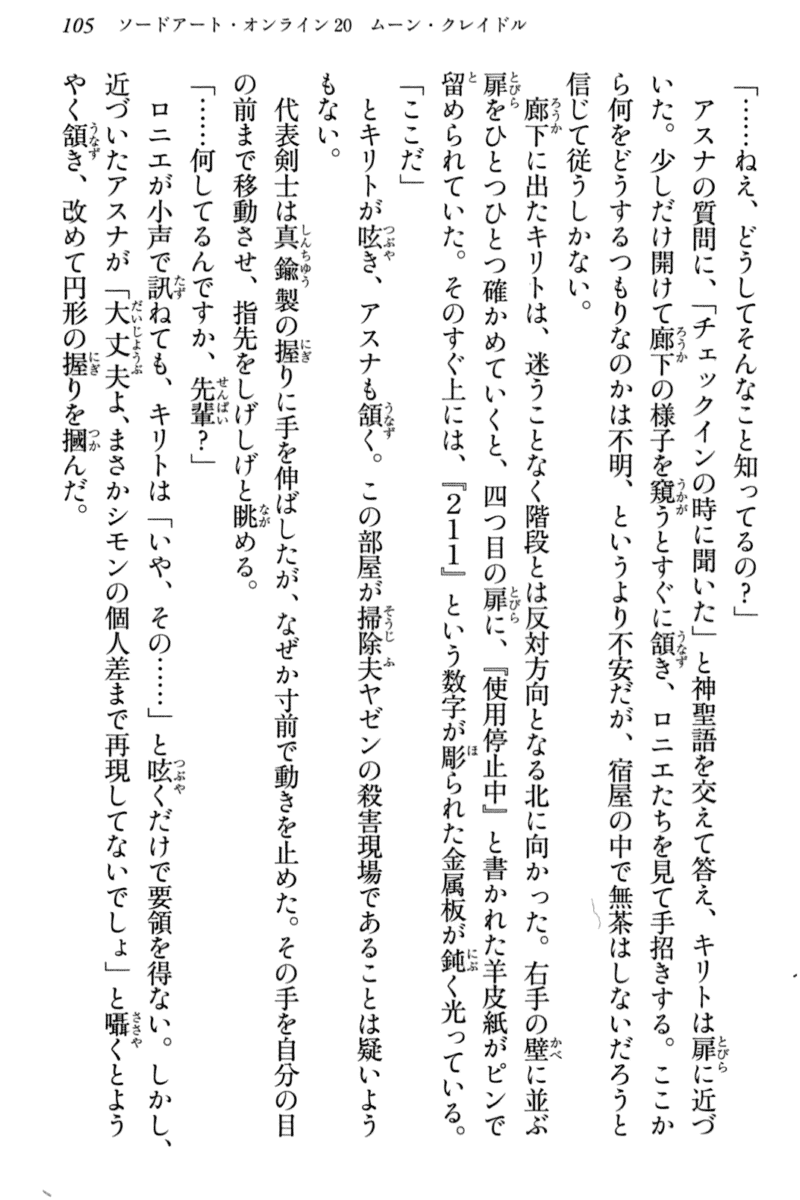 105 ソードアート・オンライン20 ムーン・クレイドル
「……ねえ、どうしてそんなこと知ってるの？」
アスナの質問に、「チェックインの時に聞いた」と神聖語を交えて答え、キリトは扉に近づ
いた。少しだけ開けて廊下の様子を窺うとすぐに頷き、ロニエたちを見て手招きする。ここか
ら何をどうするつもりなのかは不明、というより不安だが、宿屋の中で無茶はしないだろうと
信じて従うしかない。
廊下に出たキリトは、迷うことなく階段とは反対方向となる北に向かった。右手の壁に並ぶ
扉をひとつひとつ確かめていくと、四つ目の扉に、『使用停止中』と書かれた羊皮紙がピンで
留められていた。そのすぐ上には、『211』という数字が彫られた金属板が鈍く光っている。
「ここだ」
とキリトが呟き、アスナも頷く。この部屋が掃除夫ヤゼンの殺害現場であることは疑いよう
もない。
代表剣士は真鍮製の握りに手を伸ばしたが、なぜか寸前で動きを止めた。その手を自分の目
の前まで移動させ、指先をしげしげと眺める。
「……何してるんですか、先輩？」
ロニエが小声で訊ねても、キリトは「いや、その……」と呟くだけで要領を得ない。しかし、
近づいたアスナが「大丈夫よ、まさかシモンの個人差まで再現してないでしょ」と囁くとよう
やく頷き、改めて円形の握りを摑んだ。